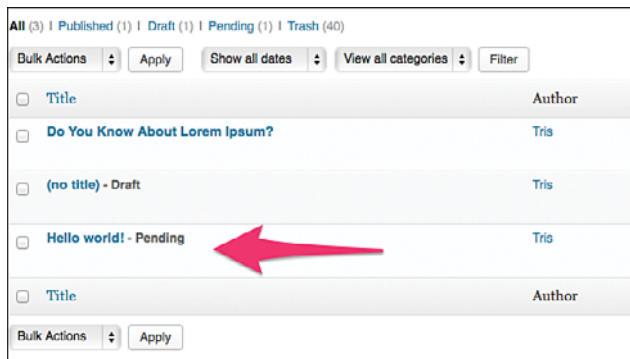 All (3) | Published (1) | Draft (1) | Pending (1) | Trash (40)
Bulk Actions Apply Show all dates View all categories Filter
Title Author
Do You Know About Lorem Ipsum? Tris
(no title) - Draft Tris
Hello world! - Pending Tris
Title Author
Bulk Actions Apply